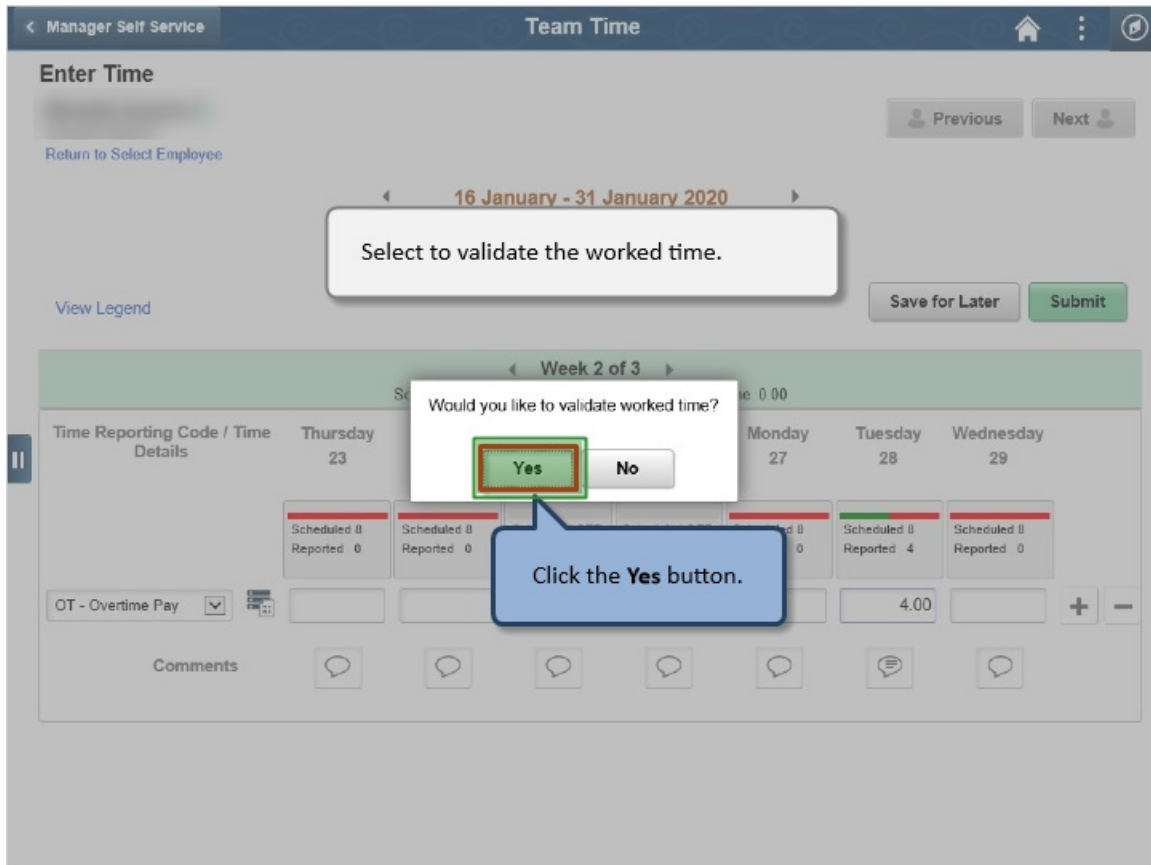 Manager Self Service
Team Time
Enter Time
Previous
Next
Return to Select Employee
16 January - 31 January 2020
Select to validate the worked time.
View Legend
Save for Later
Submit
Week 2 of 3
0.00
Would you like to validate worked time?
Yes
No
Time Reporting Code / Time
Details
Thursday
23
Monday
27
Tuesday
28
Wednesday
29
Scheduled 8
Reported 0
Scheduled 8
Reported 0
8
0
Scheduled 8
Reported 4
Scheduled 8
Reported 0
Click the Yes button.
OT - Overtime Pay
4.00
Comments